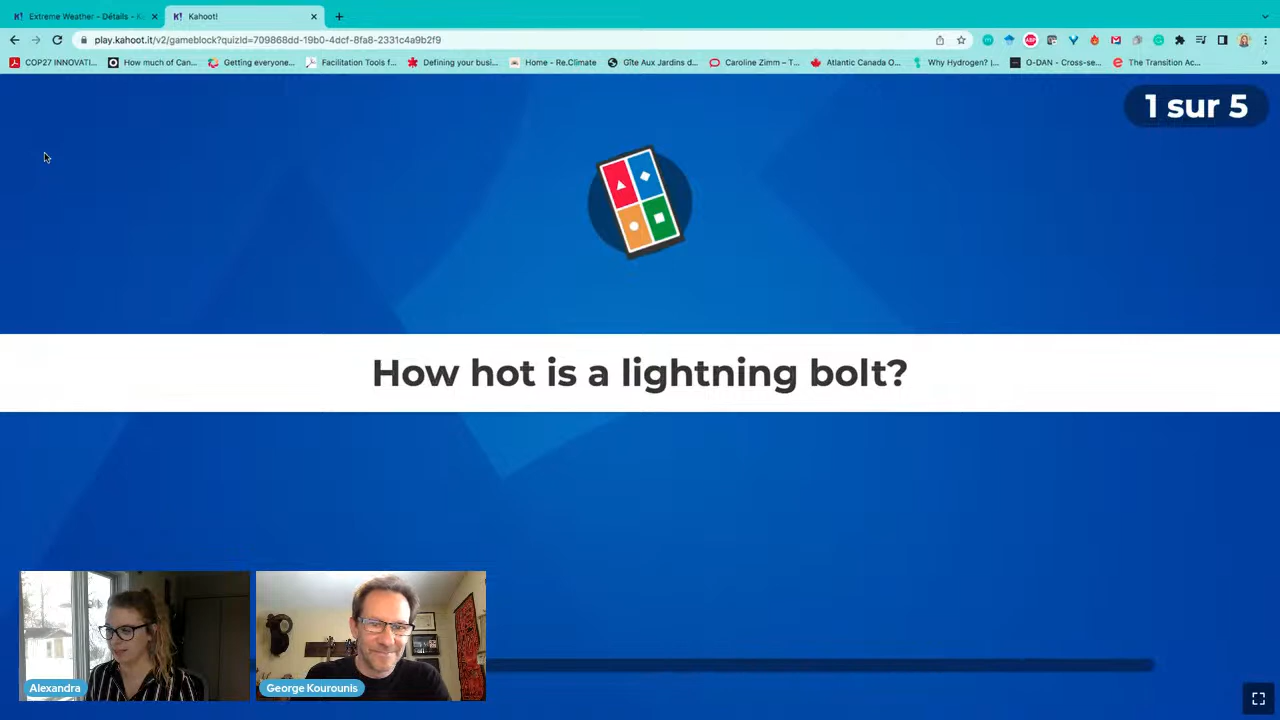 K! Extreme Weather - Détails - K
K! Kahoot!
play.kahoot.it/v2/gameblock?quizId=709868dd-19b0-4dcf-8fa8-2331c4a9b2f9
ABP
COP27 INNOVATI...
How much of Can...
Getting everyone...
Facilitation Tools f...
Defining your busi...
Home - Re.Climate
Gîte Aux Jardins d...
Caroline Zimm – T...
Atlantic Canada O...
Why Hydrogen? |...
O-DAN - Cross-se...
The Transition Ac...
1 sur 5
How hot is a lightning bolt?
Alexandra
George Kourounis